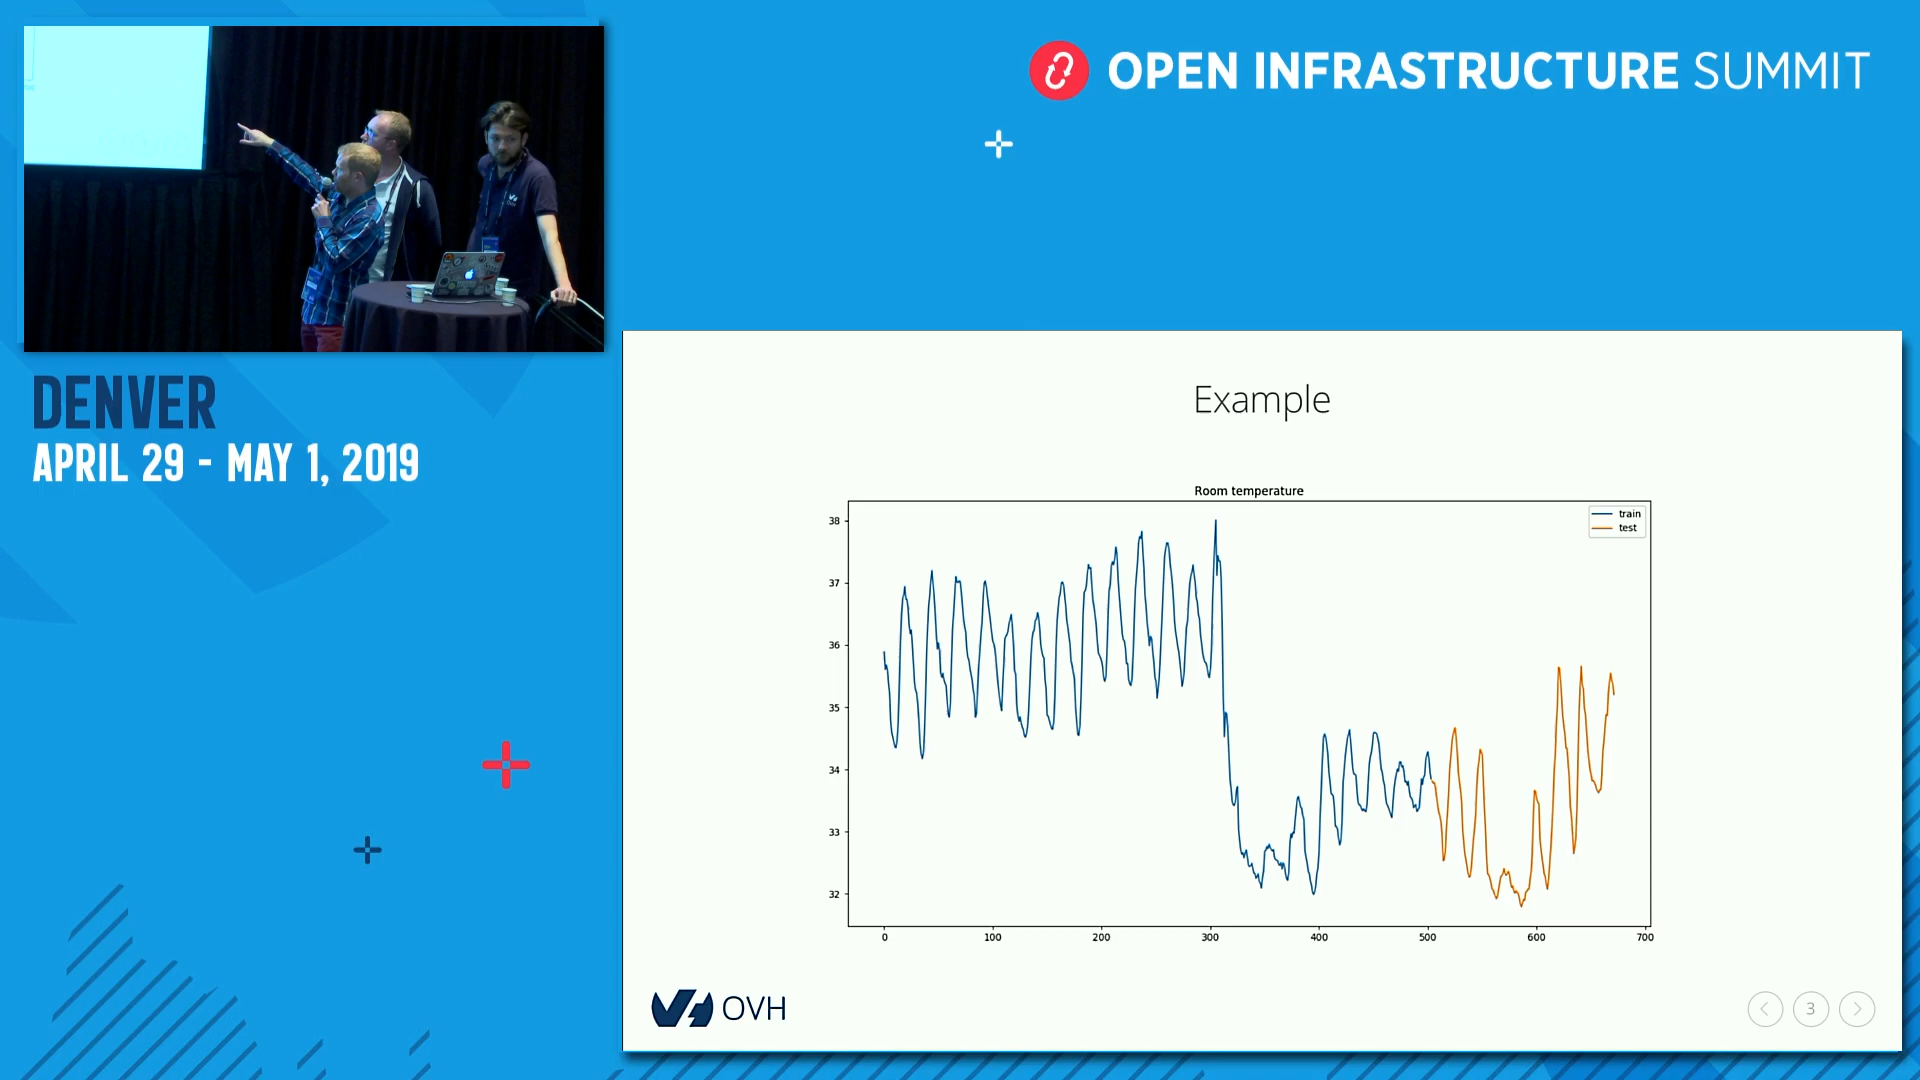 OPEN INFRASTRUCTURE SUMMIT
DENVER
APRIL 29 - MAY 1, 2019
Example
Room temperature
train
test
38
37
36
35
34
33
32
0 100 200 300 400 500 600 700
OVH
3